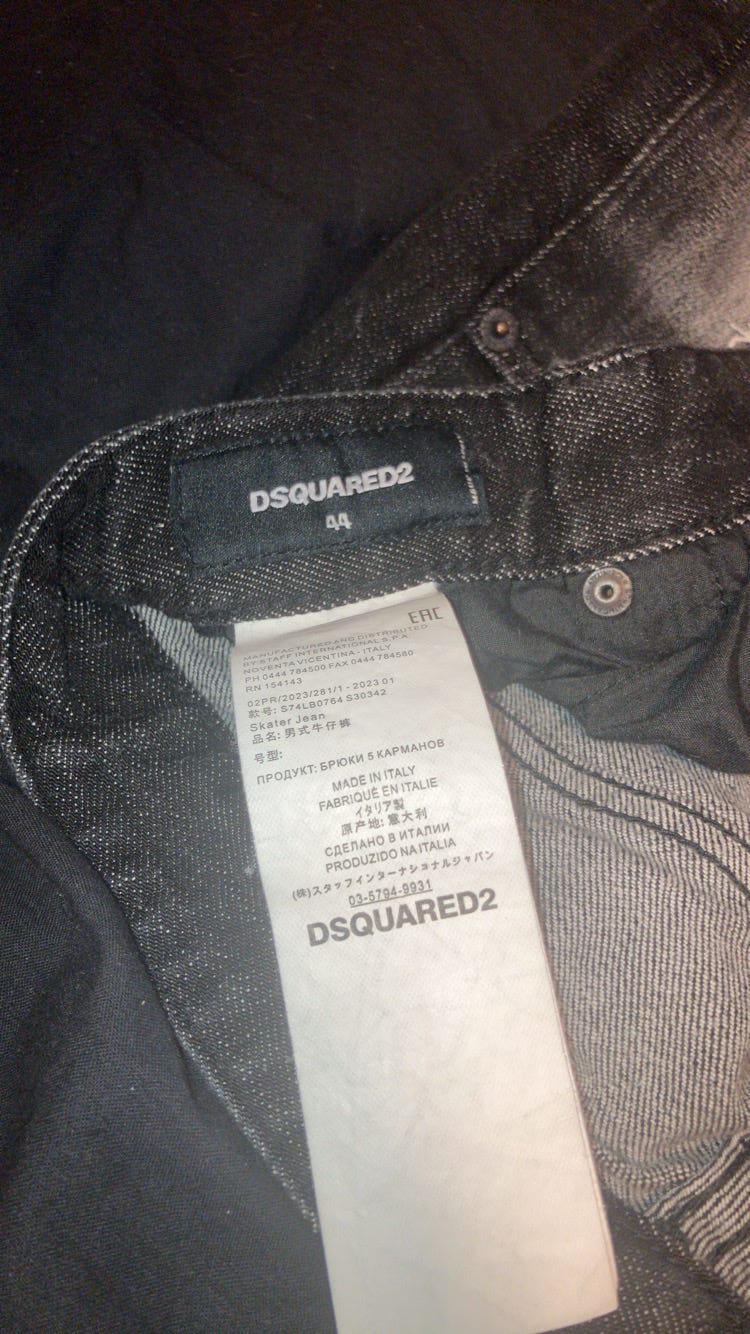 DSQUARED2
44
EAC
MANUFACTURED AND DISTRIBUTED
BY STAFF INTERNATIONAL S.P.A.
NOVENTA VICENTINA - ITALY
PH 0444 784500 FAX 0444 784580
RN 154143
02PR/2023/281/1 - 2023 01
款号: S74LB0764 S30342
Skater Jean
品名: 男式牛仔裤
号型:
ПРОДУКТ: БРЮКИ 5 КАРМАНОВ
MADE IN ITALY
FABRIQUÉ EN ITALIE
イタリア製
原产地: 意大利
СДЕЛАНО В ИТАЛИИ
PRODUZIDO NA ITALIA
(株)スタッフインターナショナルジャパン
03-5794-9931
DSQUARED2